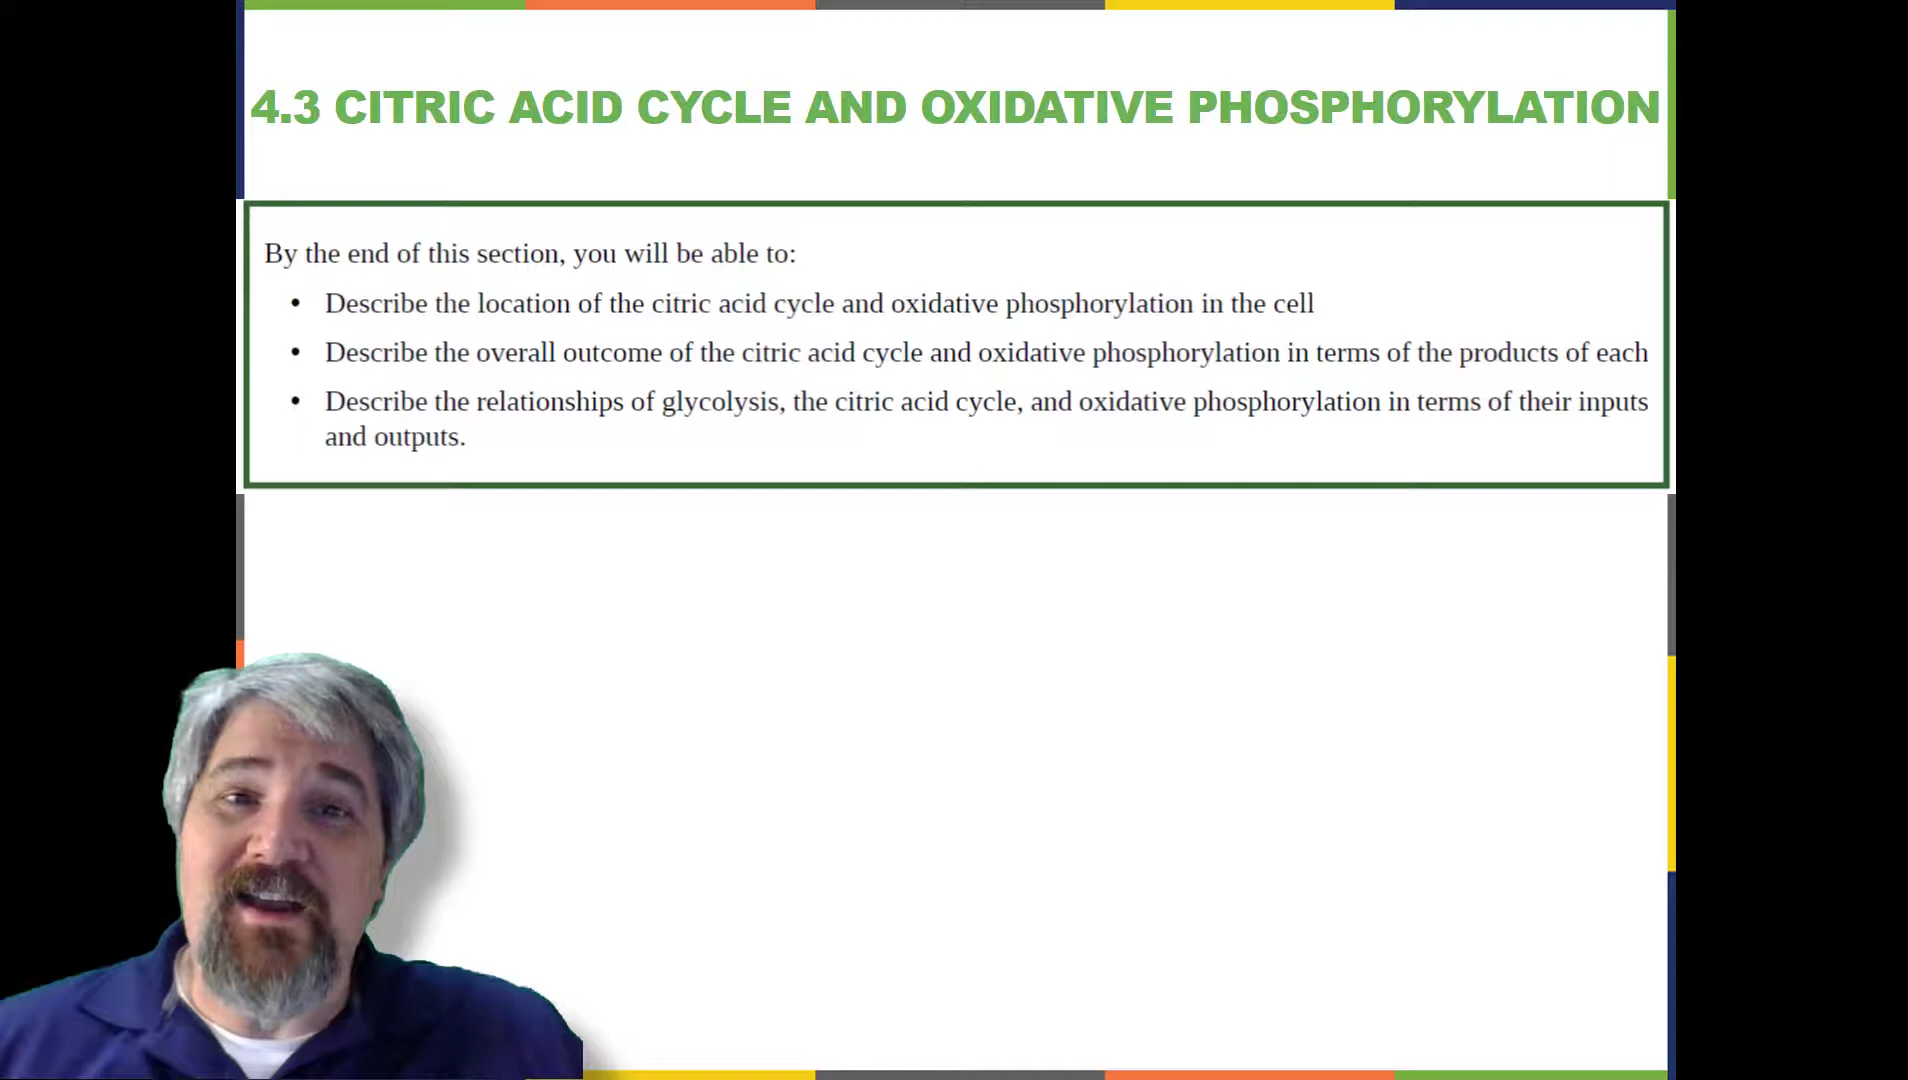 4.3 CITRIC ACID CYCLE AND OXIDATIVE PHOSPHORYLATION
By the end of this section, you will be able to:
• Describe the location of the citric acid cycle and oxidative phosphorylation in the cell
• Describe the overall outcome of the citric acid cycle and oxidative phosphorylation in terms of the products of each
• Describe the relationships of glycolysis, the citric acid cycle, and oxidative phosphorylation in terms of their inputs
and outputs.